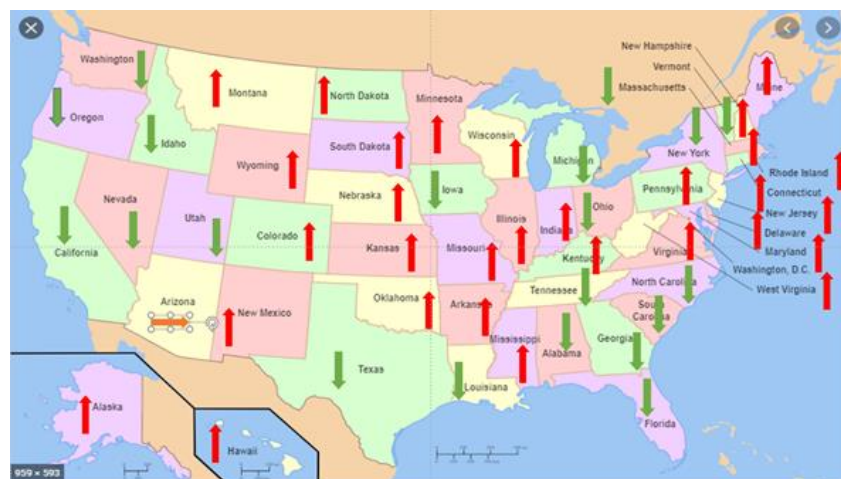 New Hampshire
Vermont
Massachusetts
Washington
Montana
North Dakota
Minnesota
Maine
Oregon
Idaho
Wisconsin
South Dakota
Michigan
New York
Wyoming
Rhode Island
Connecticut
Nevada
Nebraska
Iowa
Pennsylvania
New Jersey
Utah
Colorado
Illinois
Indiana
Ohio
Delaware
California
Kansas
Missouri
Kentucky
Virginia
Maryland
Washington, D.C.
West Virginia
Arizona
Oklahoma
Tennessee
North Carolina
New Mexico
Arkansas
South
Carolina
Mississippi
Alabama
Georgia
Texas
Louisiana
Alaska
Florida
Hawaii
959 × 593